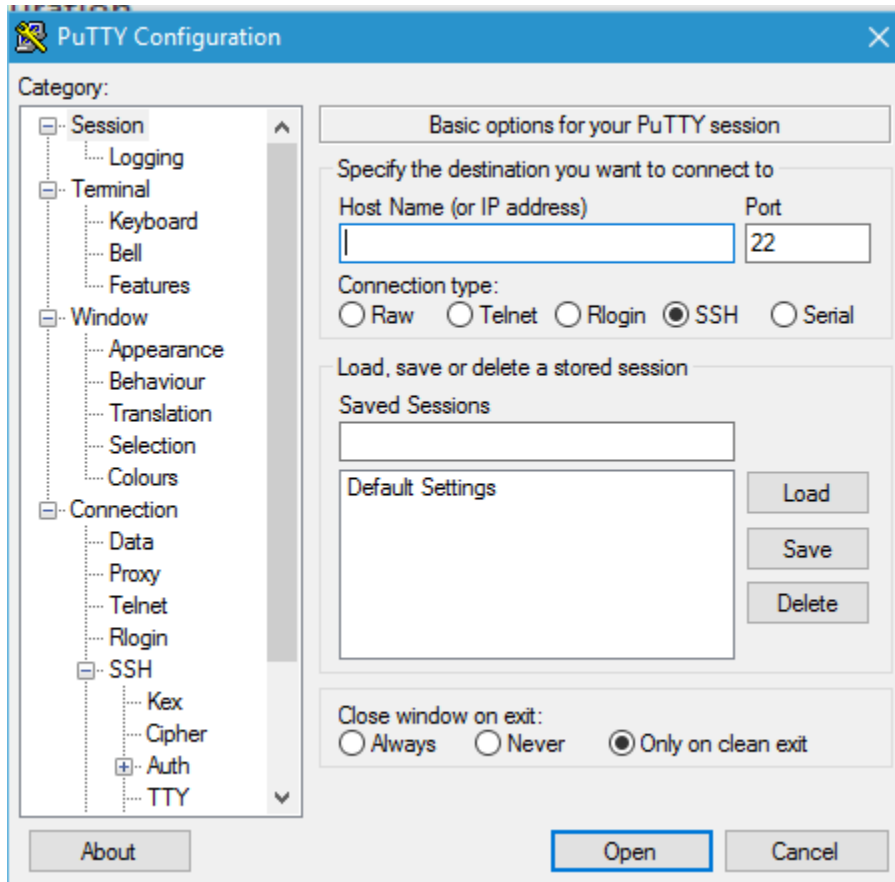 PuTTY Configuration
Category:
Session
Logging
Terminal
Keyboard
Bell
Features
Window
Appearance
Behaviour
Translation
Selection
Colours
Connection
Data
Proxy
Telnet
Rlogin
SSH
Kex
Cipher
Auth
TTY
Basic options for your PuTTY session
Specify the destination you want to connect to
Host Name (or IP address) Port
22
Connection type:
Raw Telnet Rlogin SSH Serial
Load, save or delete a stored session
Saved Sessions
Default Settings
Load
Save
Delete
Close window on exit:
Always Never Only on clean exit
About Open Cancel